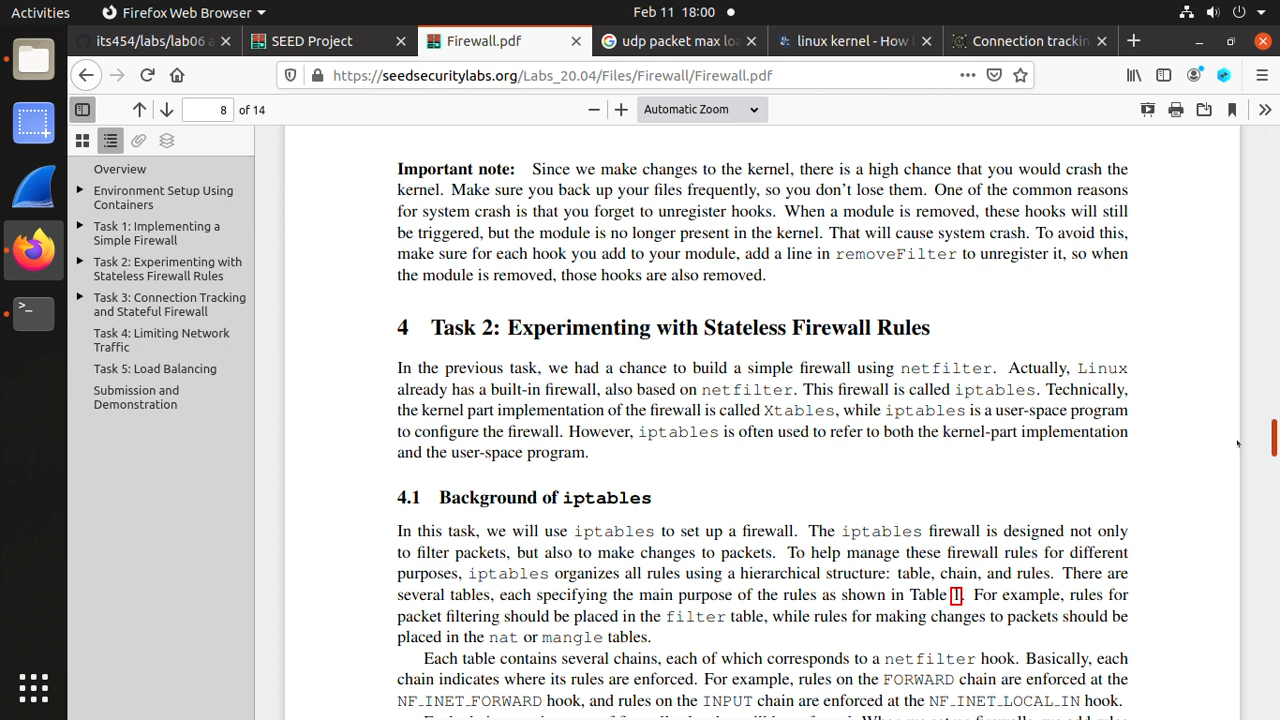 Activities
Firefox Web Browser
Feb 11 18:00
its454/labs/lab06 a
SEED Project
Firewall.pdf
udp packet max lo
linux kernel - How
Connection trackin
https://seedsecuritylabs.org/Labs_20.04/Files/Firewall/Firewall.pdf
8 of 14
Automatic Zoom
Overview
Environment Setup Using
Containers
Task 1: Implementing a
Simple Firewall
Task 2: Experimenting with
Stateless Firewall Rules
Task 3: Connection Tracking
and Stateful Firewall
Task 4: Limiting Network
Traffic
Task 5: Load Balancing
Submission and
Demonstration
Important note: Since we make changes to the kernel, there is a high chance that you would crash the
kernel. Make sure you back up your files frequently, so you don't lose them. One of the common reasons
for system crash is that you forget to unregister hooks. When a module is removed, these hooks will still
be triggered, but the module is no longer present in the kernel. That will cause system crash. To avoid this,
make sure for each hook you add to your module, add a line in removeFilter to unregister it, so when
the module is removed, those hooks are also removed.
4 Task 2: Experimenting with Stateless Firewall Rules
In the previous task, we had a chance to build a simple firewall using netfilter. Actually, Linux
already has a built-in firewall, also based on netfilter. This firewall is called iptables. Technically,
the kernel part implementation of the firewall is called Xtables, while iptables is a user-space program
to configure the firewall. However, iptables is often used to refer to both the kernel-part implementation
and the user-space program.
4.1 Background of iptables
In this task, we will use iptables to set up a firewall. The iptables firewall is designed not only
to filter packets, but also to make changes to packets. To help manage these firewall rules for different
purposes, iptables organizes all rules using a hierarchical structure: table, chain, and rules. There are
several tables, each specifying the main purpose of the rules as shown in Table 1. For example, rules for
packet filtering should be placed in the filter table, while rules for making changes to packets should be
placed in the nat or mangle tables.
Each table contains several chains, each of which corresponds to a netfilter hook. Basically, each
chain indicates where its rules are enforced. For example, rules on the FORWARD chain are enforced at the
NF_INET_FORWARD hook, and rules on the INPUT chain are enforced at the NF_INET_LOCAL_IN hook.